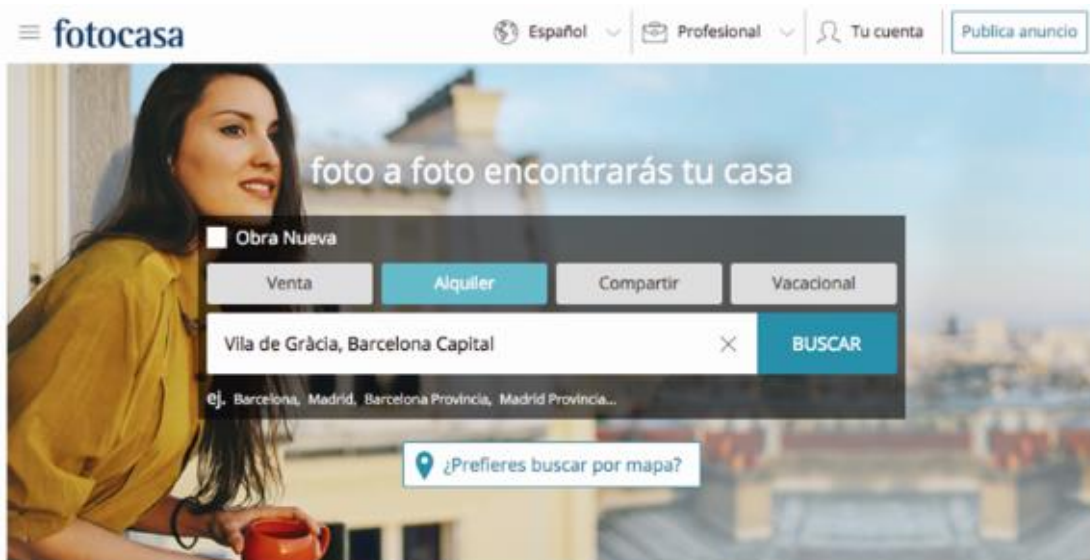 fotocasa
Español
Profesional
Tu cuenta
Publica anuncio
foto a foto encontrarás tu casa
Obra Nueva
Venta
Alquiler
Compartir
Vacacional
Vila de Gràcia, Barcelona Capital
BUSCAR
ej. Barcelona, Madrid, Barcelona Provincia, Madrid Provincia...
¿Prefieres buscar por mapa?